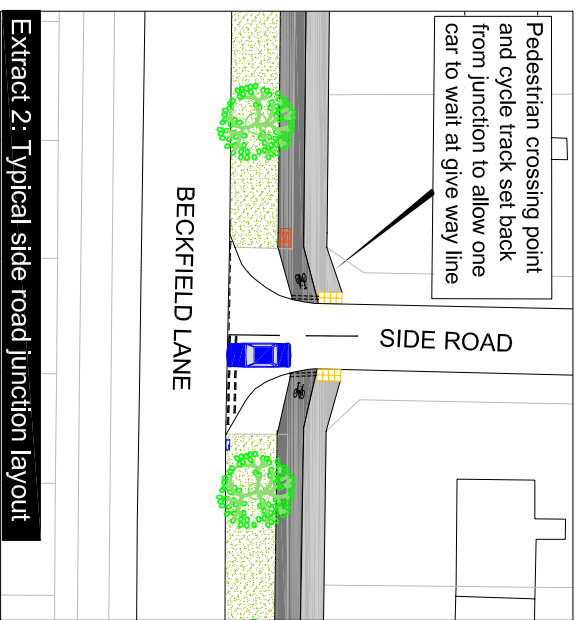 Pedestrian crossing point
and cycle track set back
from junction to allow one
car to wait at give way line
SIDE ROAD
BECKFIELD LANE
Extract 2: Typical side road junction layout